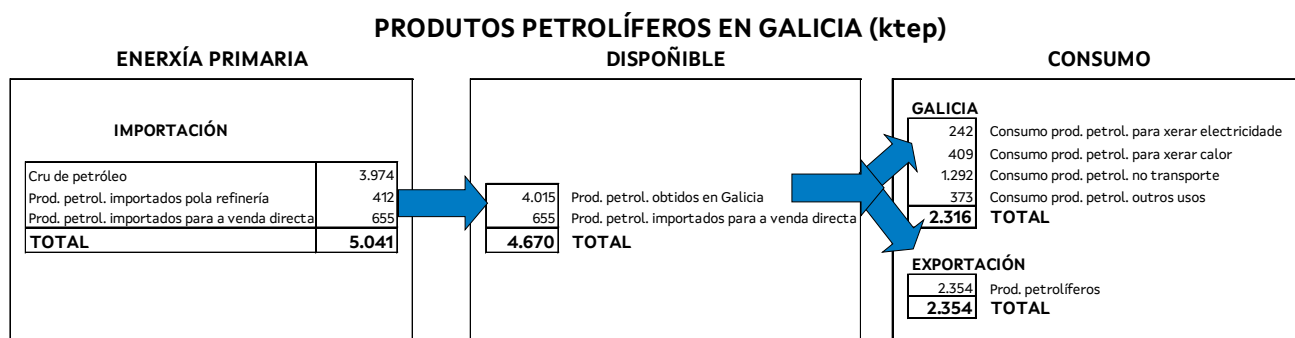 PRODUTOS PETROLÍFEROS EN GALICIA (ktep)
ENERXÍA PRIMARIA
IMPORTACIÓN
Cru de petróleo 3.974
Prod. petrol. importados pola refinería 412
Prod. petrol. importados para a venda directa 655
TOTAL 5.041
DISPOÑIBLE
4.015 Prod. petrol. obtidos en Galicia
655 Prod. petrol. importados para a venda directa
4.670 TOTAL
CONSUMO
GALICIA
242 Consumo prod. petrol. para xerar electricidade
409 Consumo prod. petrol. para xerar calor
1.292 Consumo prod. petrol. no transporte
373 Consumo prod. petrol. outros usos
2.316 TOTAL
EXPORTACIÓN
2.354 Prod. petrolíferos
2.354 TOTAL